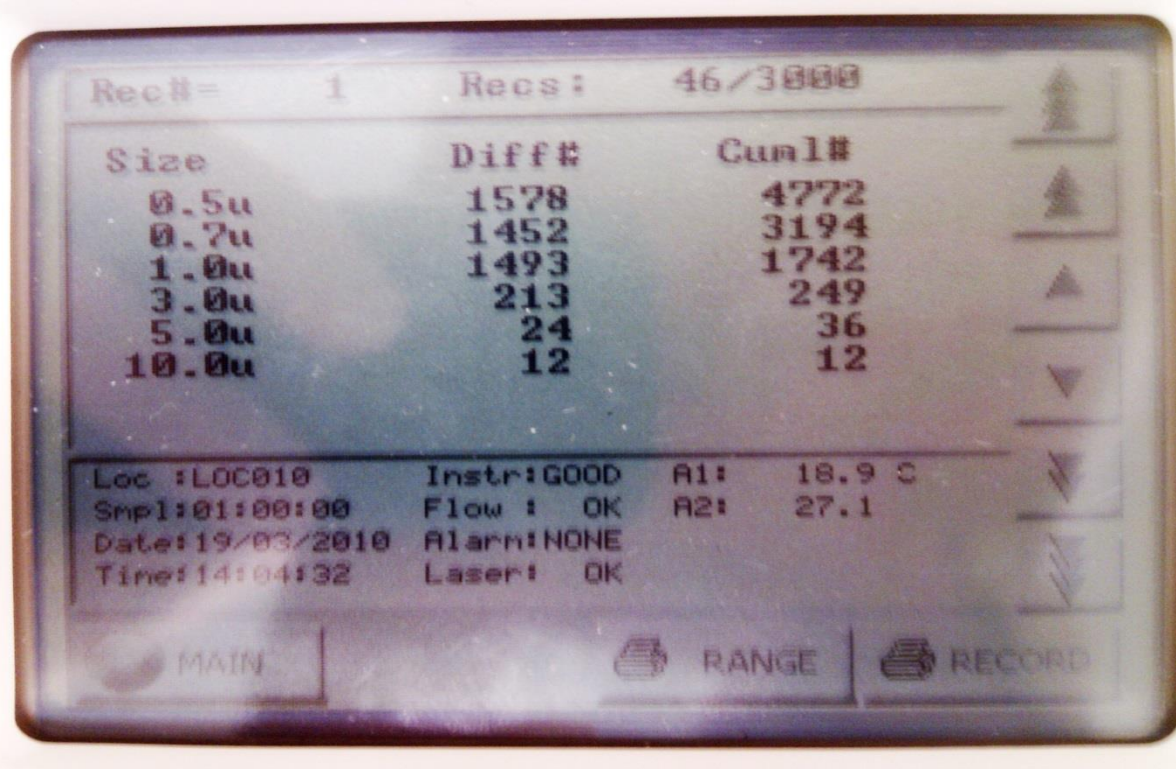 Rec#= 1 Recs: 46/3000
Size Diff# Cuml#
0.5u 1578 4772
0.7u 1452 3194
1.0u 1493 1742
3.0u 213 249
5.0u 24 36
10.0u 12 12
Loc :LOC010 Instr:GOOD A1: 18.9 C
Smpl:01:00:00 Flow : OK A2: 27.1
Date:19/03/2010 Alarm:NONE
Time:14:04:32 Laser: OK
MAIN RANGE RECORD